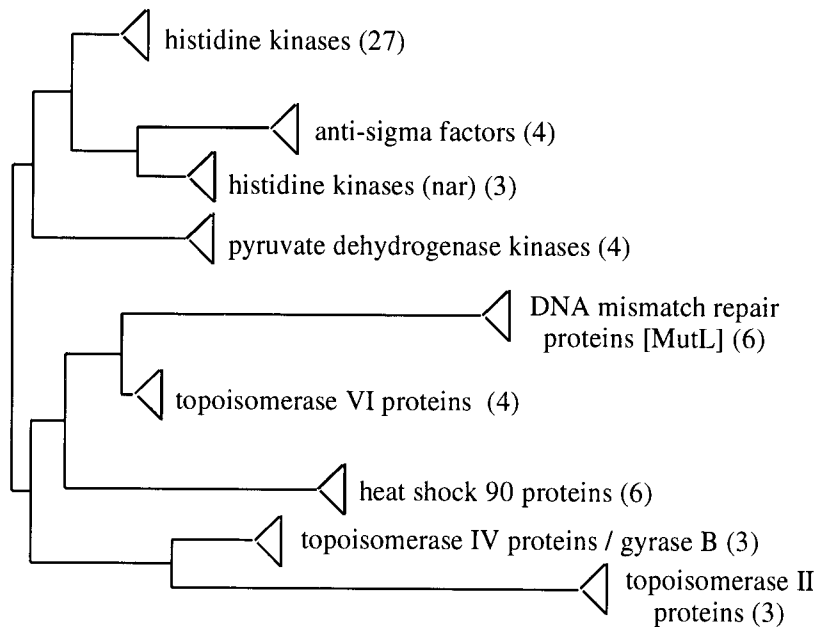 histidine kinases (27)
anti-sigma factors (4)
histidine kinases (nar) (3)
pyruvate dehydrogenase kinases (4)
DNA mismatch repair
proteins [MutL] (6)
topoisomerase VI proteins (4)
heat shock 90 proteins (6)
topoisomerase IV proteins / gyrase B (3)
topoisomerase II
proteins (3)